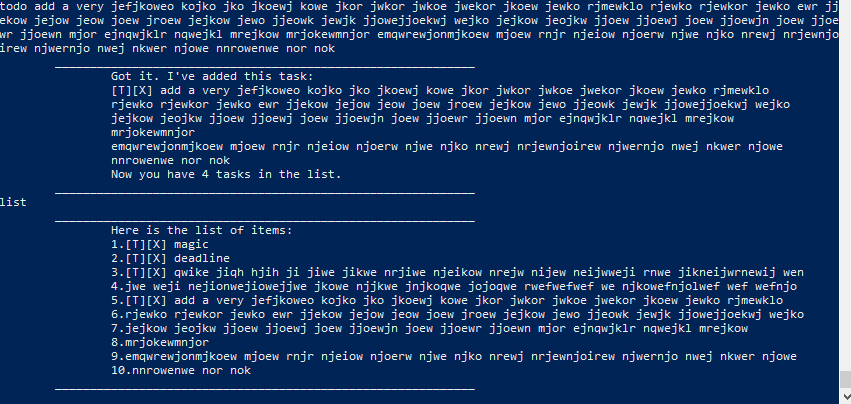 todo add a very jefjkoweo kojko jko jkoewj kowe jkor jwkor jwkoe jwekor jkoew jewko rjmewklo rjewko rjewkor jewko ewr jj
ekow jejow jeow joew jroew jejkow jewo jjeowk jewjk jjowejjoekwj wejko jejkow jeojkw jjoew jjoewj joew jjoewjn joew jjoe
wr jjoewn mjor ejnqwjklr nqwejkl mrejkow mrjokewmnjor emqwrewjonmjkoew mjoew rnjr njeiow njoerw njwe njko nrewj nrjewnjo
irew njwernjo nwej nkwer njowe nnrowenwe nor nok
____________________________________________________________
Got it. I've added this task:
[T][X] add a very jefjkoweo kojko jko jkoewj kowe jkor jwkor jwkoe jwekor jkoew jewko rjmewklo
rjewko rjewkor jewko ewr jjekow jejow jeow joew jroew jejkow jewo jjeowk jewjk jjowejjoekwj wejko
jejkow jeojkw jjoew jjoewj joew jjoewjn joew jjoewr jjoewn mjor ejnqwjklr nqwejkl mrejkow
mrjokewmnjor
emqwrewjonmjkoew mjoew rnjr njeiow njoerw njwe njko nrewj nrjewnjoirew njwernjo nwej nkwer njowe
nnrowenwe nor nok
Now you have 4 tasks in the list.
____________________________________________________________
list
____________________________________________________________
Here is the list of items:
1.[T][X] magic
2.[T][X] deadline
3.[T][X] qwike jiqh hjih ji jiwe jikwe nrjiwe njeikow nrejw nijew neijwweji rnwe jikneijwrnewij wen
4.jwe weji nejionwejiowejjwe jkowe njjkwe jnjkoqwe jojoqwe rwefwefwef we njkowefnjolwef wef wefnjo
5.[T][X] add a very jefjkoweo kojko jko jkoewj kowe jkor jwkor jwkoe jwekor jkoew jewko rjmewklo
6.rjewko rjewkor jewko ewr jjekow jejow jeow joew jroew jejkow jewo jjeowk jewjk jjowejjoekwj wejko
7.jejkow jeojkw jjoew jjoewj joew jjoewjn joew jjoewr jjoewn mjor ejnqwjklr nqwejkl mrejkow
8.mrjokewmnjor
9.emqwrewjonmjkoew mjoew rnjr njeiow njoerw njwe njko nrewj nrjewnjoirew njwernjo nwej nkwer njowe
10.nnrowenwe nor nok
____________________________________________________________